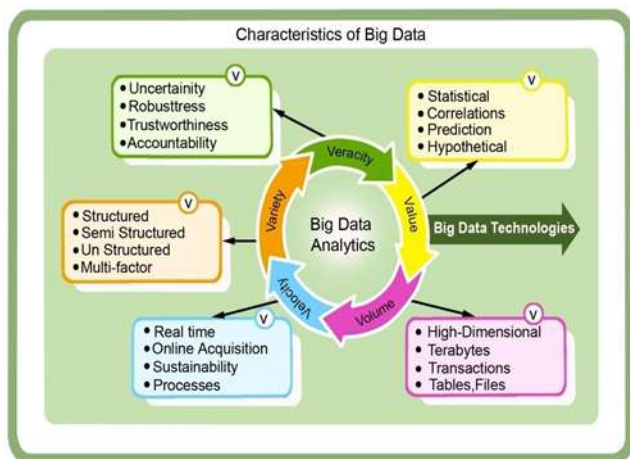 Characteristics of Big Data
V
• Uncertainity
• Robusttress
• Trustworthiness
• Accountability
V
• Statistical
• Correlations
• Prediction
• Hypothetical
Veracity
Variety
Value
V
• Structured
• Semi Structured
• Un Structured
• Multi-factor
Big Data
Analytics
Big Data Technologies
Velocity
Volume
V
• Real time
• Online Acquisition
• Sustainability
• Processes
V
• High-Dimensional
• Terabytes
• Transactions
• Tables,Files